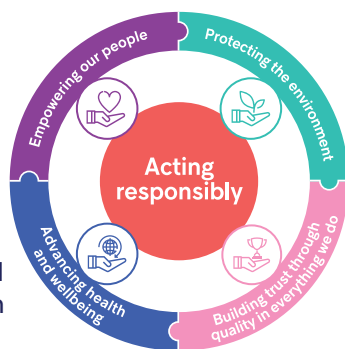 Empowering our people
Protecting the environment
Acting
responsibly
Advancing health
and wellbeing
Building trust through
quality in everything we do